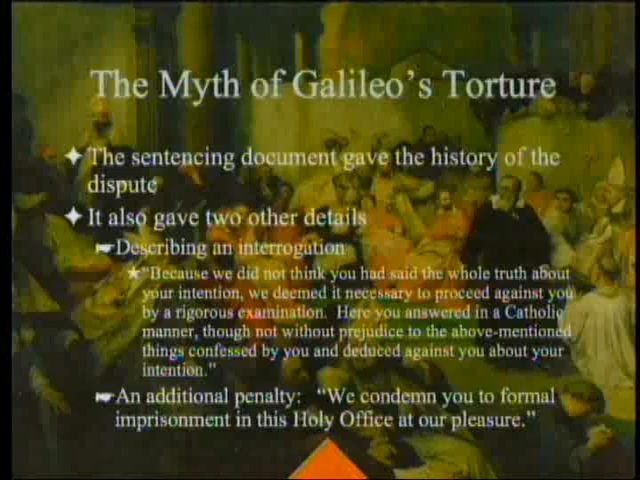 The Myth of Galileo's Torture
The sentencing document gave the history of the
dispute
It also gave two other details
Describing an interrogation
"Because we did not think you had said the whole truth about
your intention, we deemed it necessary to proceed against you
by a rigorous examination.  Here you answered in a Catholic
manner, though not without prejudice to the above-mentioned
things confessed by you and deduced against you about your
intention."
An additional penalty:  "We condemn you to formal
imprisonment in this Holy Office at our pleasure."